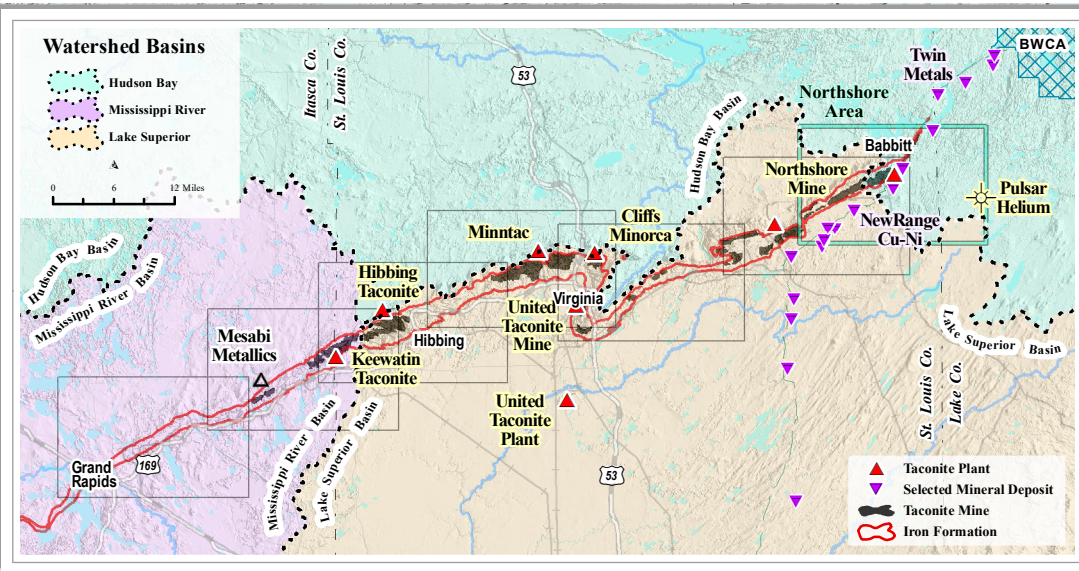 Watershed Basins
Hudson Bay
Mississippi River
Lake Superior
0 6 12 Miles
Itasca Co.
St. Louis Co.
53
Hudson Bay Basin
Twin
Metals
BWCA
Northshore
Area
Babbitt
Northshore
Mine
Pulsar
Helium
NewRange
Cu-Ni
Cliffs
Minorca
Minntac
Hibbing
Taconite
Virginia
United
Taconite
Mine
Hibbing
Keewatin
Taconite
Mesabi
Metallics
Hudson Bay Basin
Mississippi River Basin
Lake Superior Basin
St. Louis Co.
Lake Co.
United
Taconite
Plant
Mississippi River Basin
Lake Superior Basin
Grand
Rapids
169
53
Taconite Plant
Selected Mineral Deposit
Taconite Mine
Iron Formation